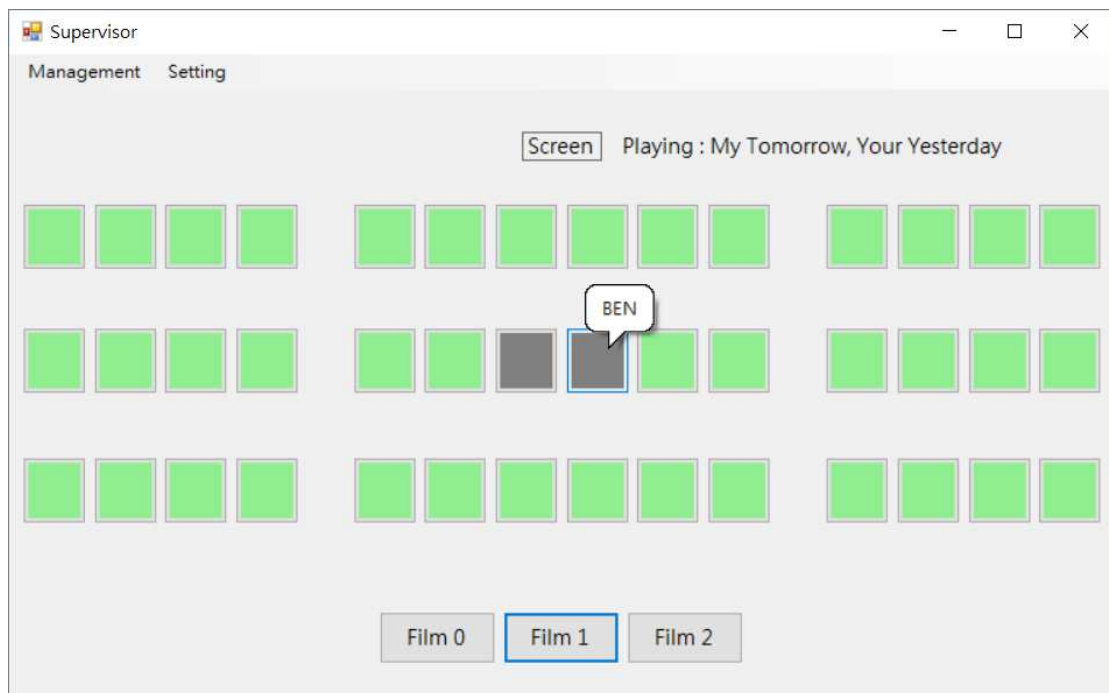 Supervisor
Management Setting
Screen Playing : My Tomorrow, Your Yesterday
BEN
Film 0 Film 1 Film 2